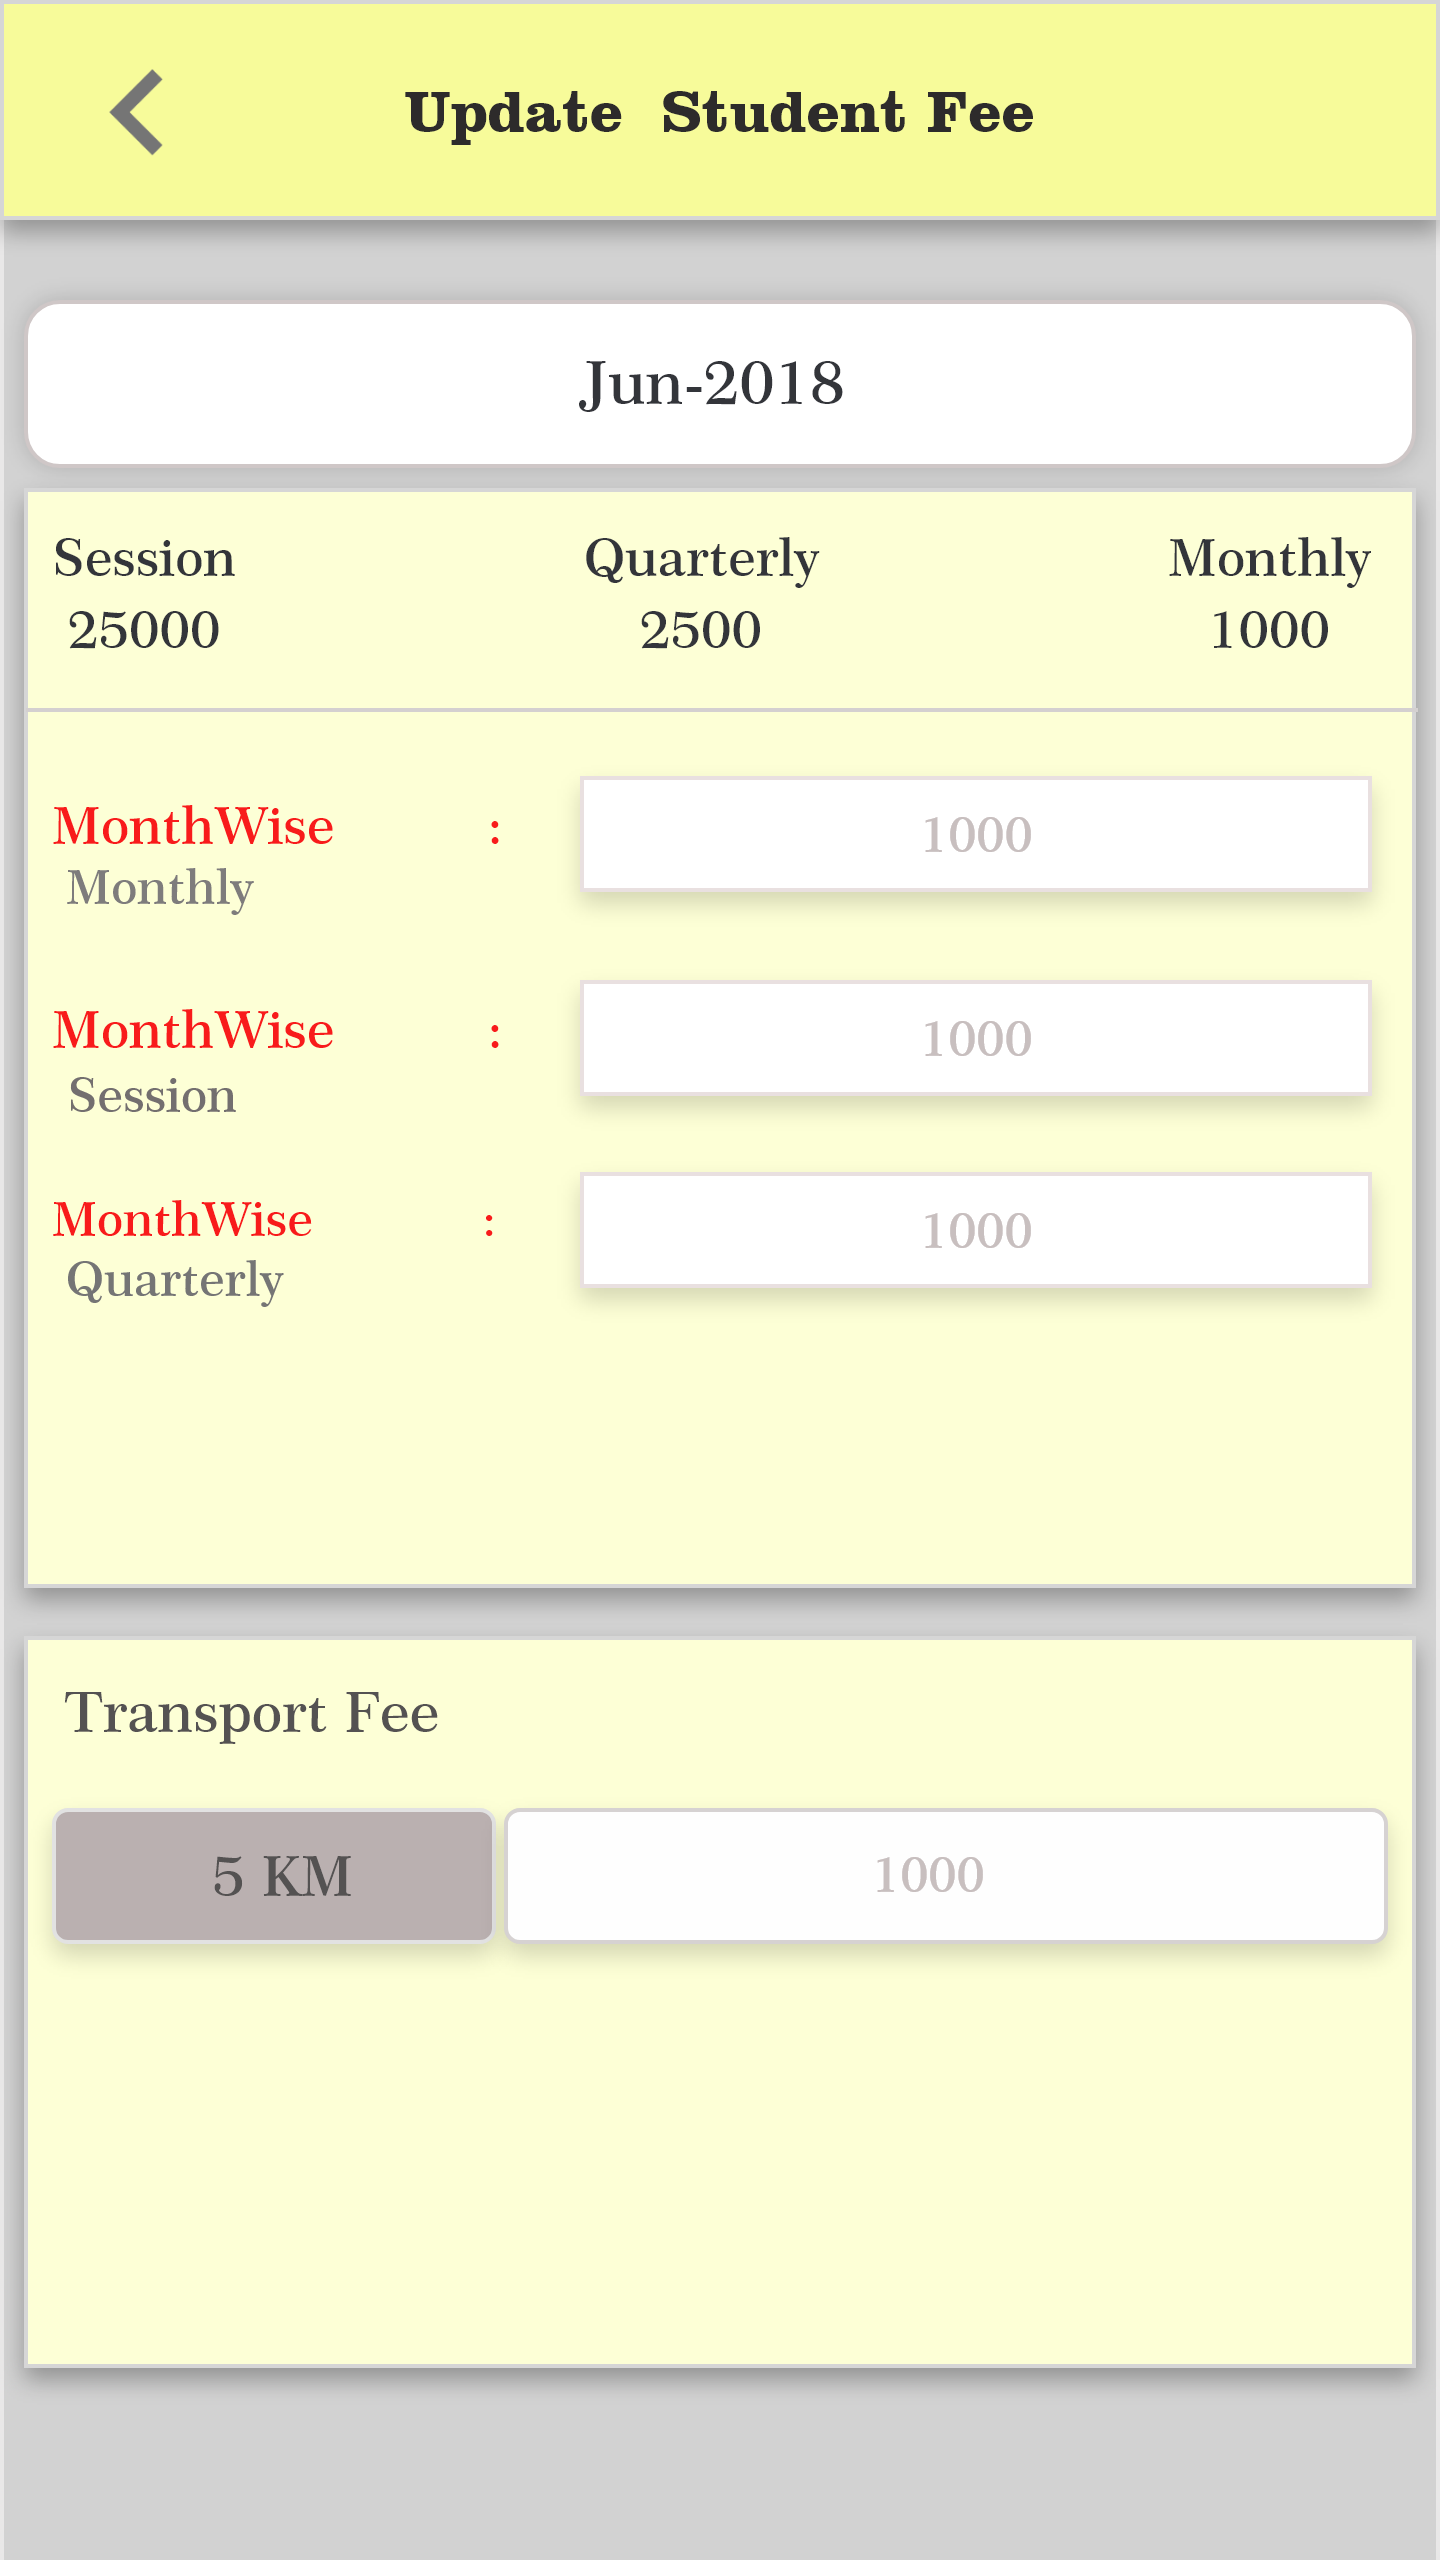 Update  Student Fee
Jun-2018
Session Quarterly Monthly
25000 2500 1000
MonthWise : 1000
Monthly
MonthWise : 1000
Session
MonthWise : 1000
Quarterly
Transport Fee
5 KM 1000